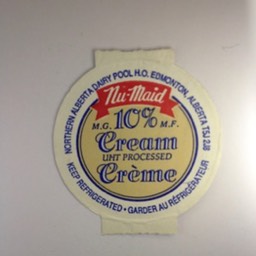 NORTHERN ALBERTA DAIRY POOL H.O. EDMONTON, ALBERTA T5J 2J8
Nu-Maid
M.G. 10% M.F.
Cream
UHT PROCESSED
Crème
KEEP REFRIGERATED • GARDER AU RÉFRIGÉRATEUR